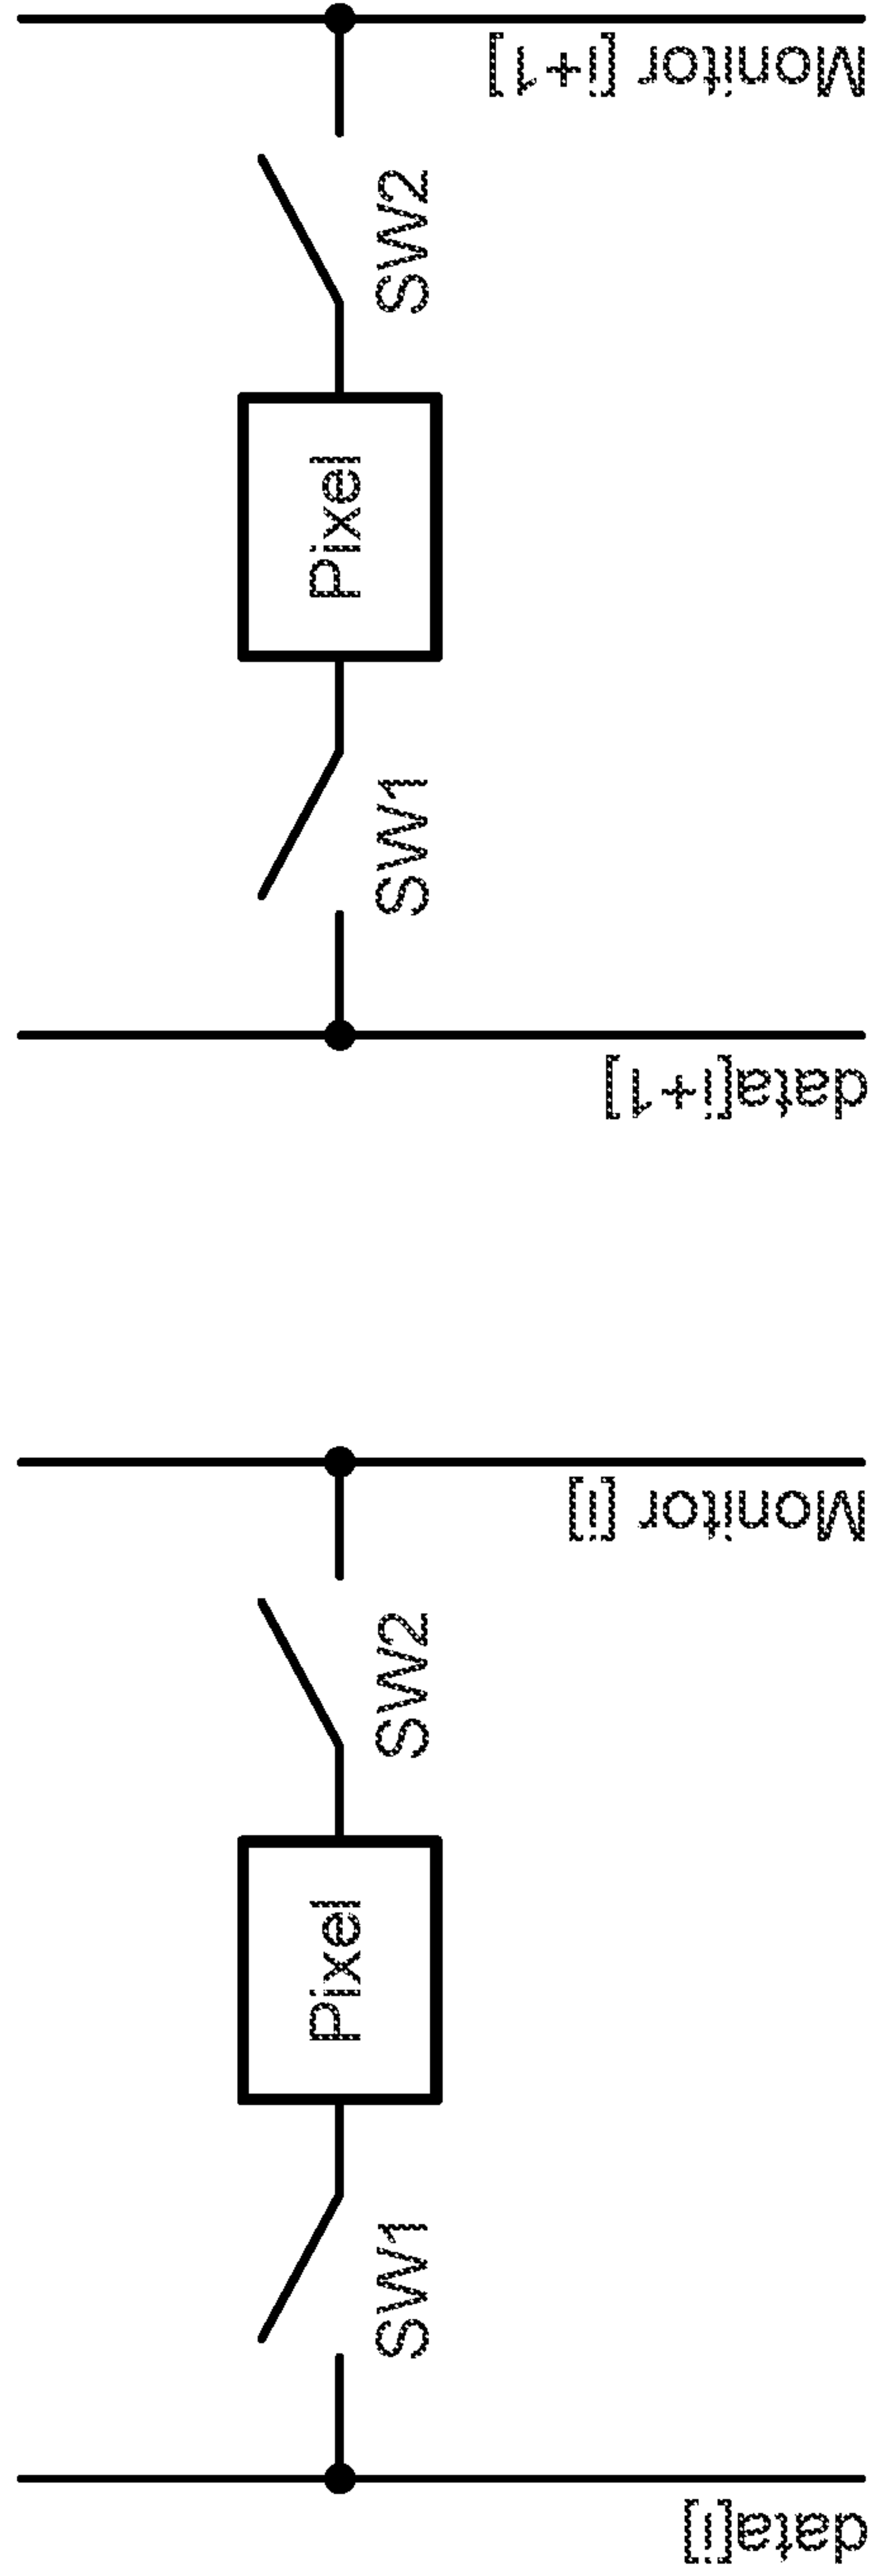 Monitor [i+1]
SW2
Pixel
SW1
data[i+1]
Monitor [i]
SW2
Pixel
SW1
data[i]